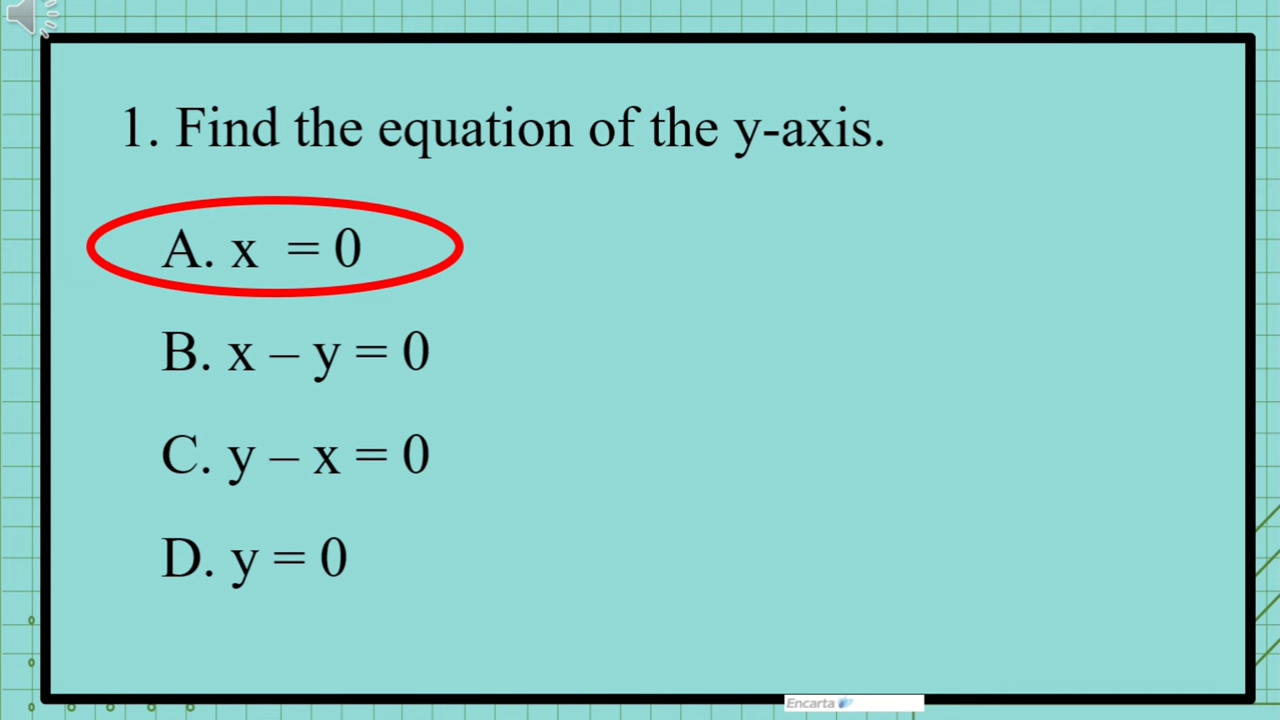 1. Find the equation of the y-axis.
A. x = 0
B. x – y = 0
C. y – x = 0
D. y = 0
Encarta